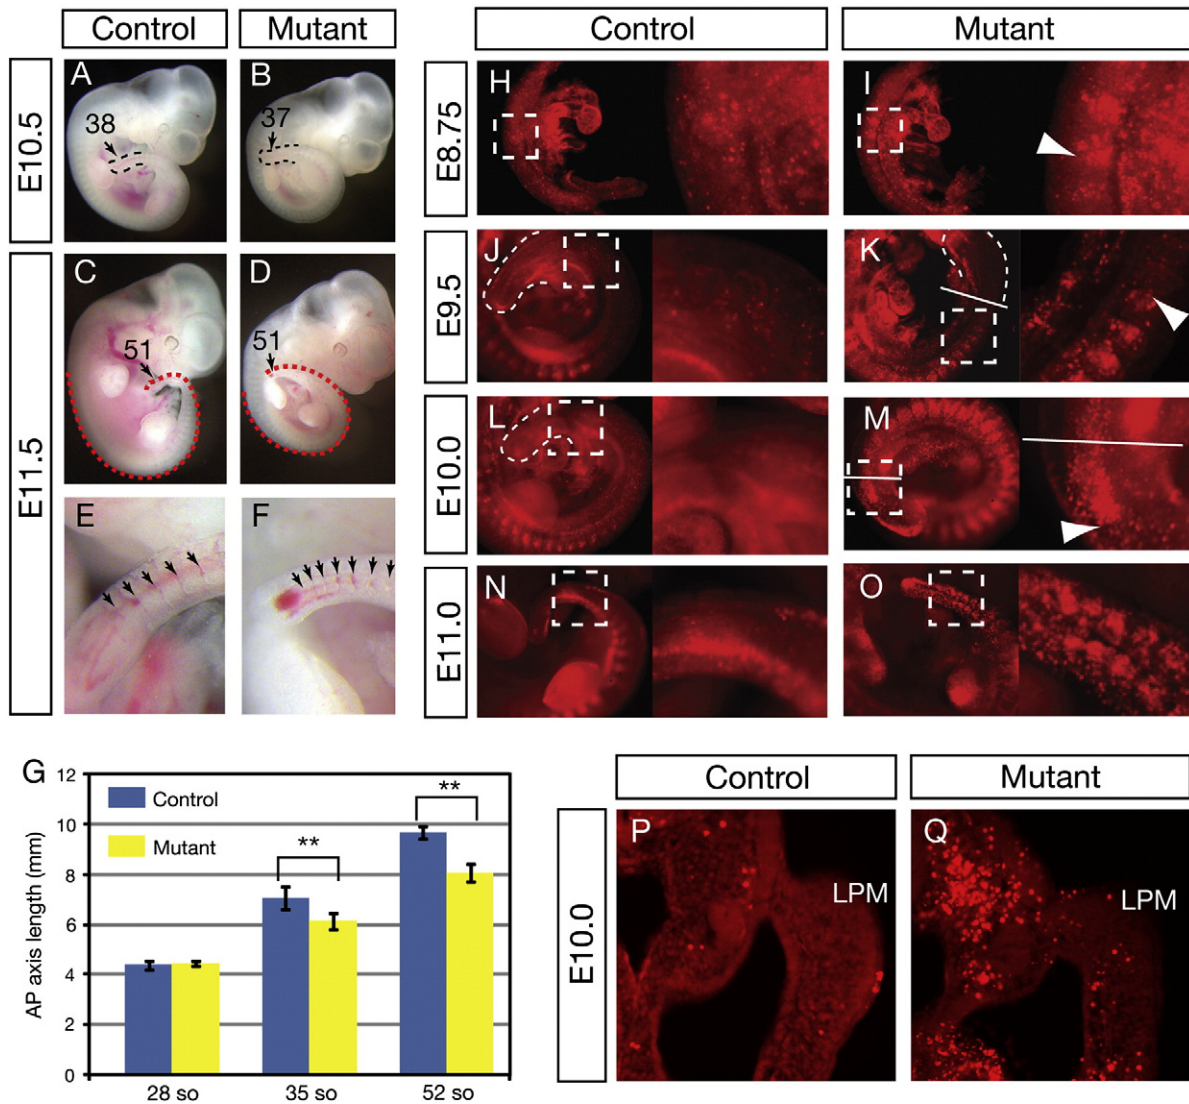 Control Mutant
E10.5
A
38
B
37
E11.5
C
51
D
51
E
F
Control Mutant
E8.75
H
I
E9.5
J
K
E10.0
L
M
E11.0
N
O
G
AP axis length (mm)
12
10
8
6
4
2
0
Control
Mutant
**
**
28 so 35 so 52 so
Control Mutant
E10.0
P
LPM
Q
LPM